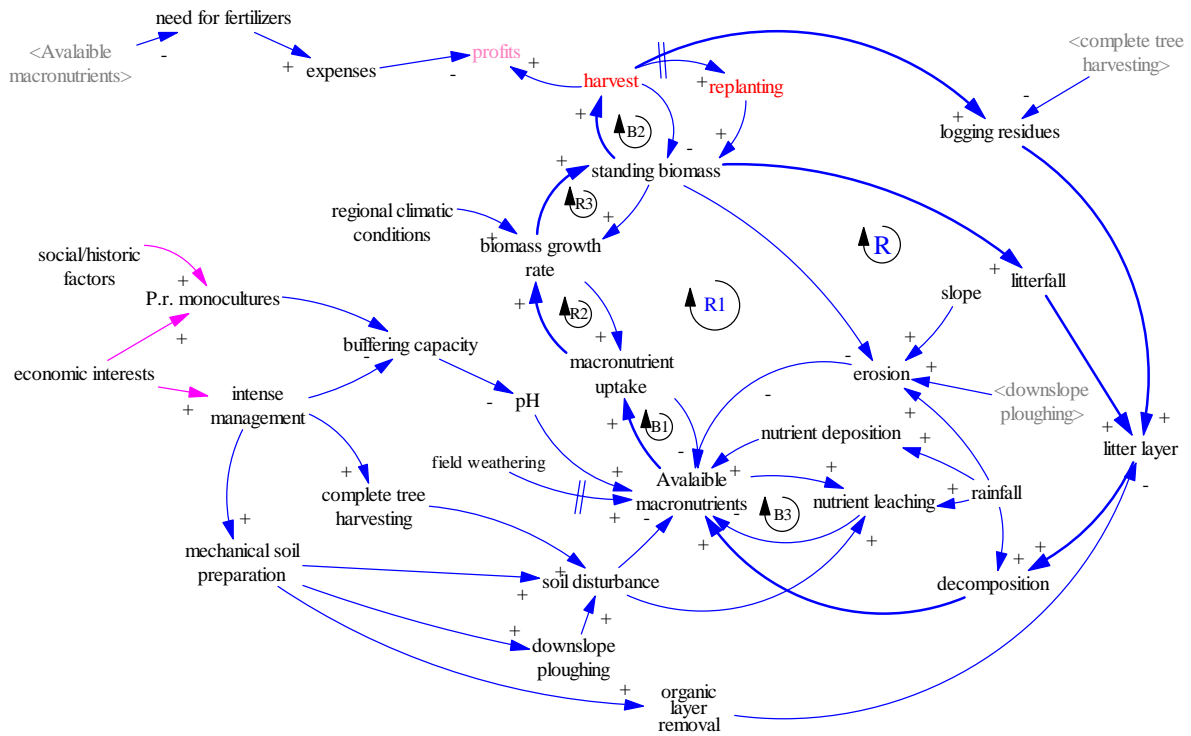 need for fertilizers
<Avalaible
macronutrients>
-
+
expenses
-
profits
+
harvest
+
replanting
<complete tree
harvesting>
-
+
logging residues
+
B2
+
-
+
standing biomass
R3
+
regional climatic
conditions
+
biomass growth
rate
R
social/historic
factors
+
P.r. monocultures
+
litterfall
slope
R1
+
R2
+
+
buffering capacity
-
economic interests
+
intense
management
macronutrient
uptake
-
+
+
erosion
<downslope
ploughing>
-
pH
-
B1
+
+
nutrient deposition
+
+
+
litter layer
-
field weathering
+
+
-
Avalaible
macronutrients
+
+
nutrient leaching
+
rainfall
+
complete tree
harvesting
+
-
-
B3
+
+
mechanical soil
preparation
+
+
+
+
decomposition
+
soil disturbance
+
+
+
downslope
ploughing
+
organic
layer
removal